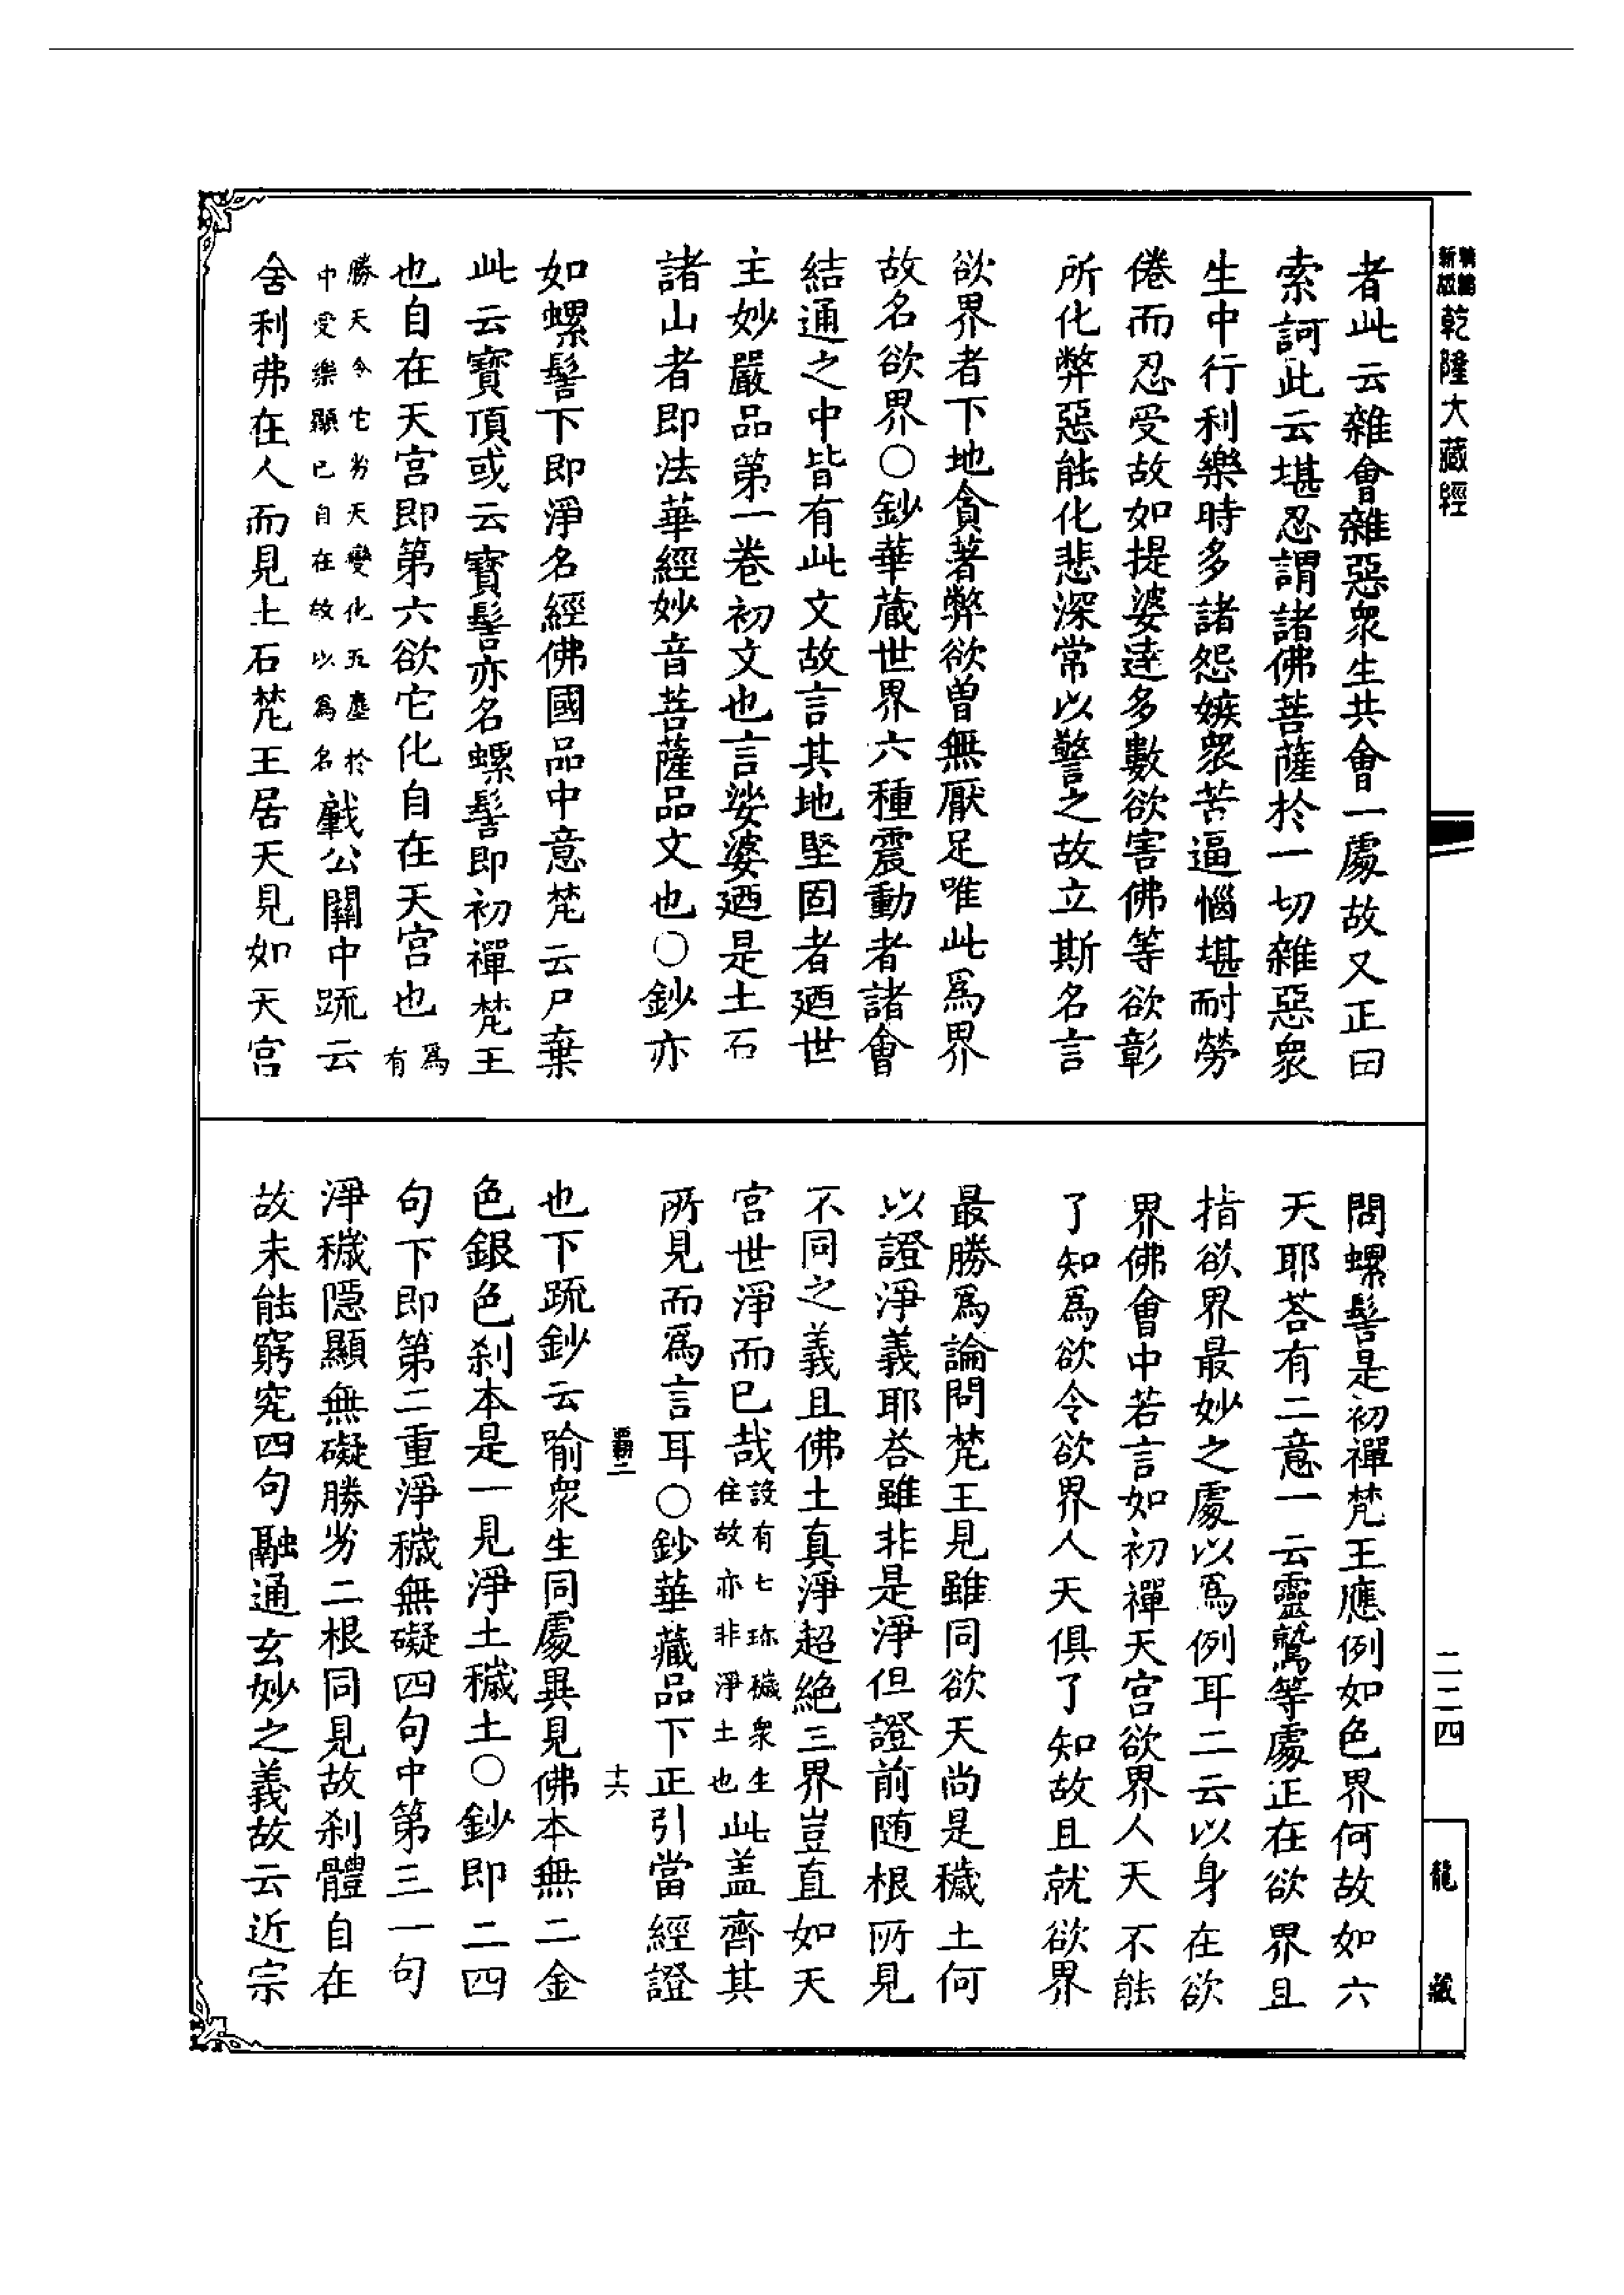 乾隆大藏經
者此云雜會雜惡衆生共會一處故又正曰
索訶此云堪忍謂諸佛菩薩於一切雜惡衆
生中行利樂時多諸怨嫉衆苦逼惱堪耐勞
倦而忍受故如提婆達多數欲害佛等欲彰
所化弊惡能化悲深常以警之故立斯名言
欲界者下地貪著弊欲曾無厭足唯此爲界
故名欲界○鈔華蔵世界六種震動者諸會
結通之中皆有此文故言其地堅固者廼世
主妙嚴品第一卷初文也言娑婆廼是土石
諸山者即法華經妙音菩薩品文也○鈔亦
如螺髻下即淨名經佛國品中意梵云尸棄
此云寳頂或云寳髻亦名螺髻即初禪梵王
也自在天宮即第六欲它化自在天宮也爲有
勝天令它劣天變化五塵於
中受樂顯已自在故以爲名
氍公關中䟽云
舍利弗在人而見土石梵王居天見如天宮
二二四
龍藏
問螺髻是初禪梵王應例如色界何故如六
天耶荅有二意一云靈鷲等處正在欲界且
指欲界最妙之處以爲例耳二云以身在欲
界佛會中若言如初禪天宮欲界人天不能
了知爲欲令欲界人天俱了知故且就欲界
最勝爲論問梵王見雖同欲天尚是穢土何
以證淨義耶荅雖非是淨但證前随根所見
不同之義且佛土真淨超絶三界豈直如天
宮世淨而已哉
設有七珎穢衆生
住故亦非淨土也
此盖齊其
所見而爲言耳○鈔華藏品下正引當經證
十六
也下䟽鈔云喻衆生同處異見佛本無二金
色銀色刹本是一見淨土穢土○鈔即二四
句下即第二重淨穢無礙四句中第三一句
淨穢隱顯無礙勝劣二根同見故刹體自在
故未能窮究四句融通玄妙之義故云近宗